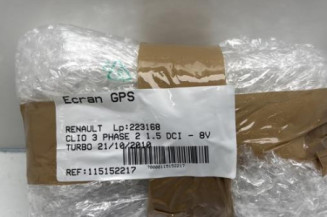 Ecran GPS
RENAULT Lp:223168
CLIO 3 PHASE 2 1.5 DCI - 8V
TURBO 21/10/2010
REF:115152217